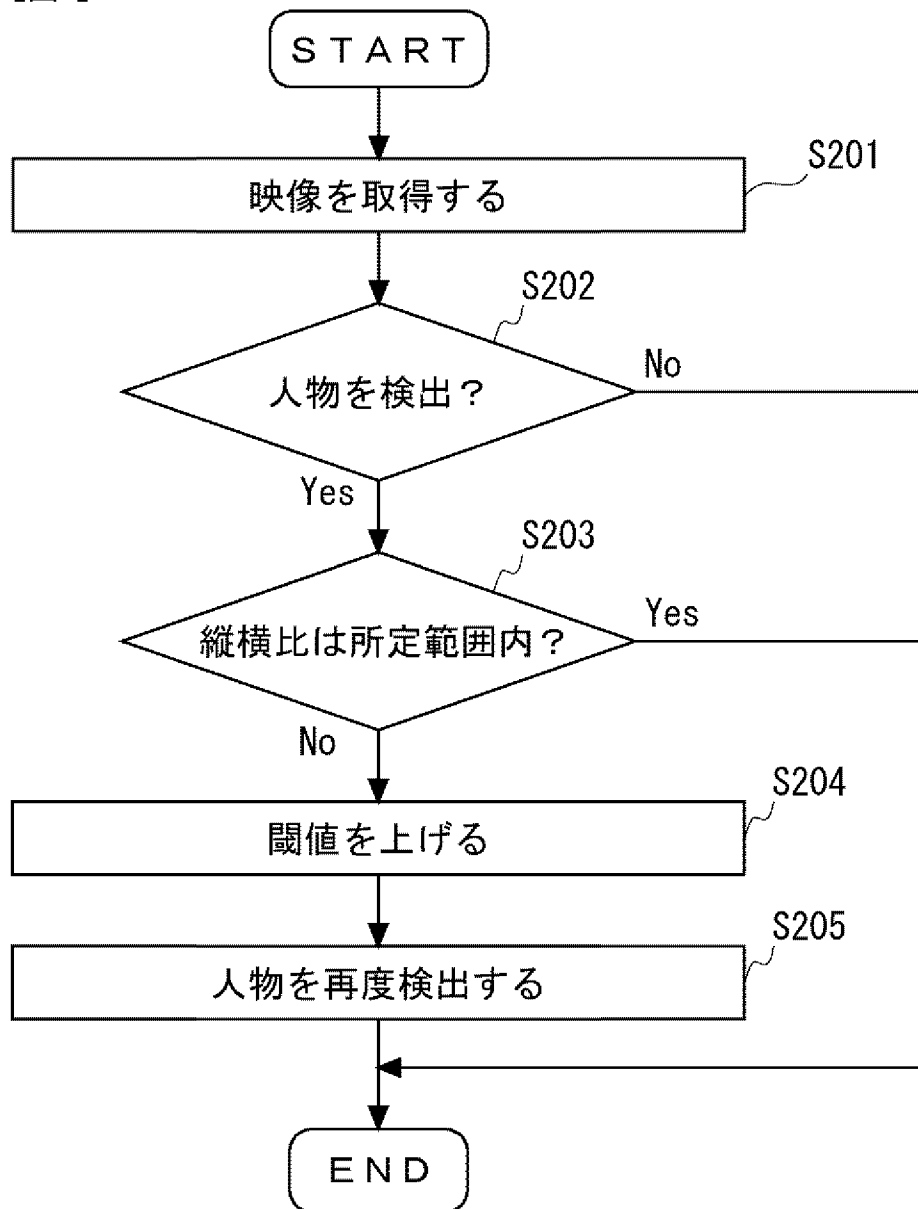 START
S201
映像を取得する
S202
人物を検出？
No
Yes
S203
縦横比は所定範囲内？
Yes
No
S204
閾値を上げる
S205
人物を再度検出する
END